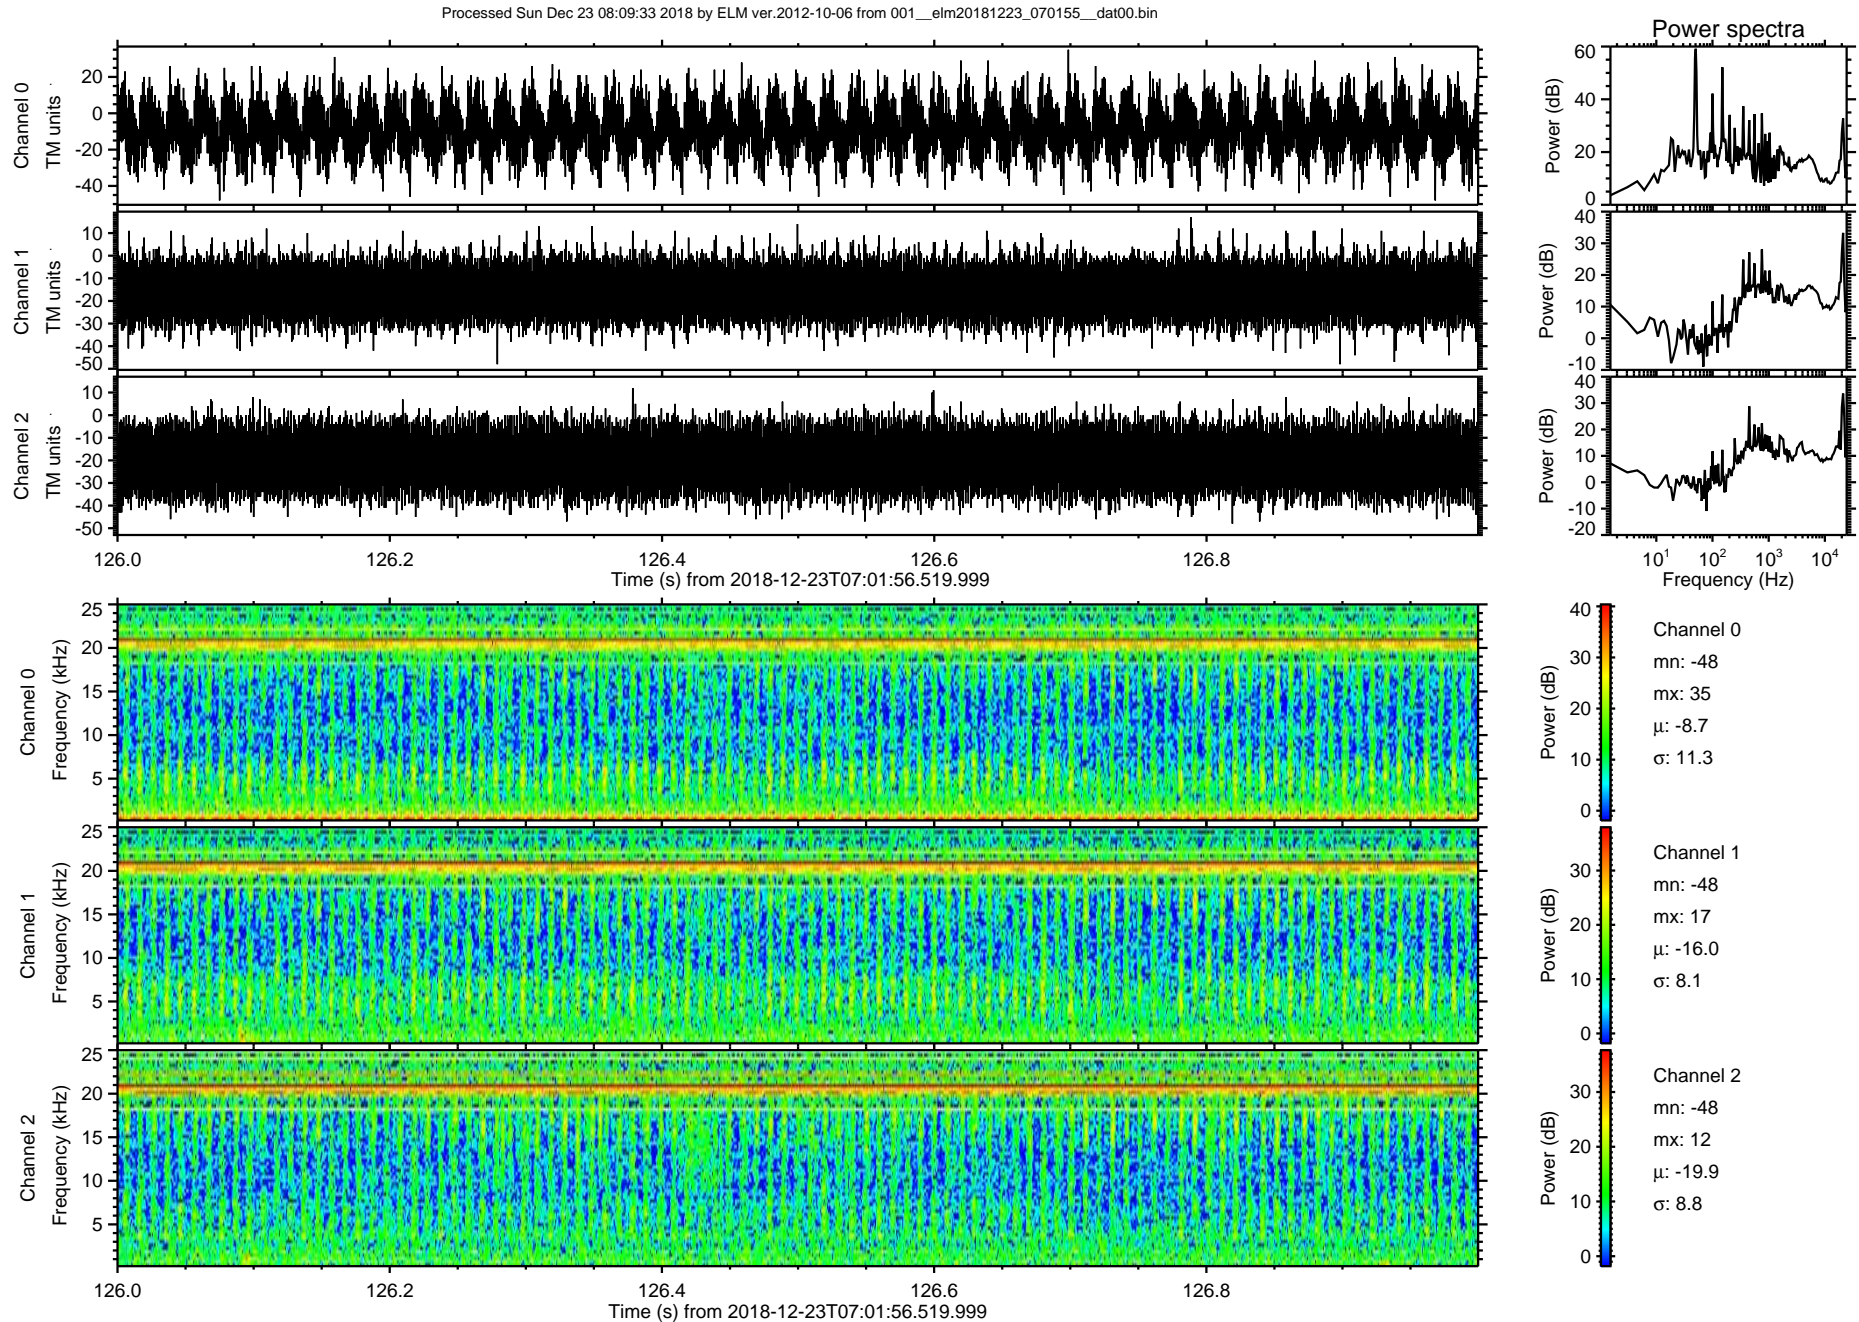 Processed Sun Dec 23 08:09:33 2018 by ELM ver.2012-10-06 from 001__elm20181223_070155__dat00.bin
Power spectra
Channel 0
TM units
20
0
-20
-40
Power (dB)
60
40
20
0
Channel 1
TM units
10
0
-10
-20
-30
-40
-50
Power (dB)
40
30
20
10
0
-10
Channel 2
TM units
10
0
-10
-20
-30
-40
-50
Power (dB)
40
30
20
10
0
-10
-20
126.0 126.2 126.4 126.6 126.8
Time (s) from 2018-12-23T07:01:56.519.999
10^1 10^2 10^3 10^4
Frequency (Hz)
Channel 0
Frequency (kHz)
25
20
15
10
5
Power (dB)
40
30
20
10
0
Channel 0
mn: -48
mx: 35
μ: -8.7
σ: 11.3
Channel 1
Frequency (kHz)
25
20
15
10
5
Power (dB)
30
20
10
0
Channel 1
mn: -48
mx: 17
μ: -16.0
σ: 8.1
Channel 2
Frequency (kHz)
25
20
15
10
5
Power (dB)
30
20
10
0
Channel 2
mn: -48
mx: 12
μ: -19.9
σ: 8.8
126.0 126.2 126.4 126.6 126.8
Time (s) from 2018-12-23T07:01:56.519.999